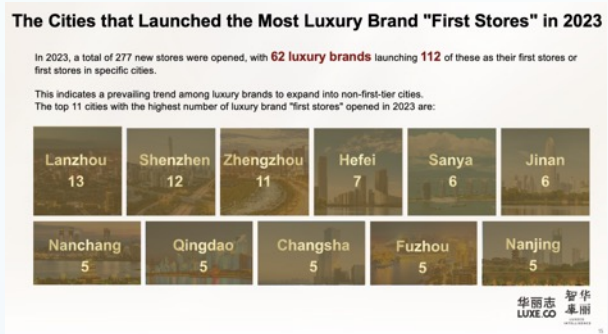 The Cities that Launched the Most Luxury Brand "First Stores" in 2023
In 2023, a total of 277 new stores were opened, with 62 luxury brands launching 112 of these as their first stores or
first stores in specific cities.
This indicates a prevailing trend among luxury brands to expand into non-first-tier cities.
The top 11 cities with the highest number of luxury brand "first stores" opened in 2023 are:
Lanzhou
13
Shenzhen
12
Zhengzhou
11
Hefei
7
Sanya
6
Jinan
6
Nanchang
5
Qingdao
5
Changsha
5
Fuzhou
5
Nanjing
5
华丽志
LUXE.CO